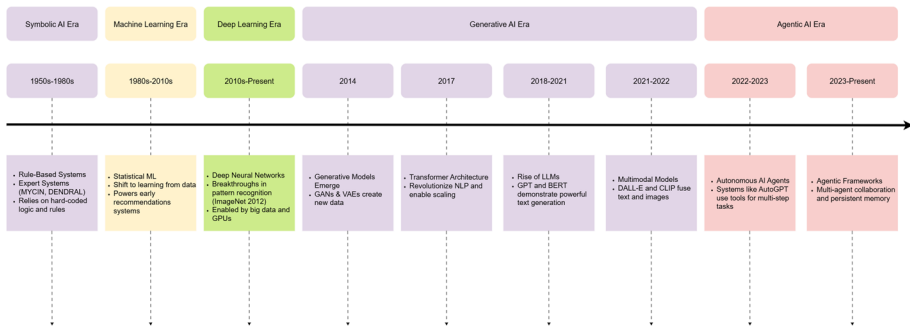 Symbolic AI Era
Machine Learning Era
Deep Learning Era
Generative AI Era
Agentic AI Era
1950s-1980s
1980s-2010s
2010s-Present
2014
2017
2018-2021
2021-2022
2022-2023
2023-Present
• Rule-Based Systems
• Expert Systems
(MYCIN, DENDRAL)
• Relies on hard-coded
logic and rules
• Statistical ML
• Shift to learning from data
• Powers early
recommendations
systems
• Deep Neural Networks
• Breakthroughs in
pattern recognition
(ImageNet 2012)
• Enabled by big data and
GPUs
• Generative Models
Emerge
• GANs & VAEs create
new data
• Transformer Architecture
• Revolutionize NLP and
enable scaling
• Rise of LLMs
• GPT and BERT
demonstrate powerful
text generation
• Multimodal Models
• DALL-E and CLIP fuse
text and images
• Autonomous AI Agents
• Systems like AutoGPT
use tools for multi-step
tasks
• Agentic Frameworks
• Multi-agent collaboration
and persistent memory